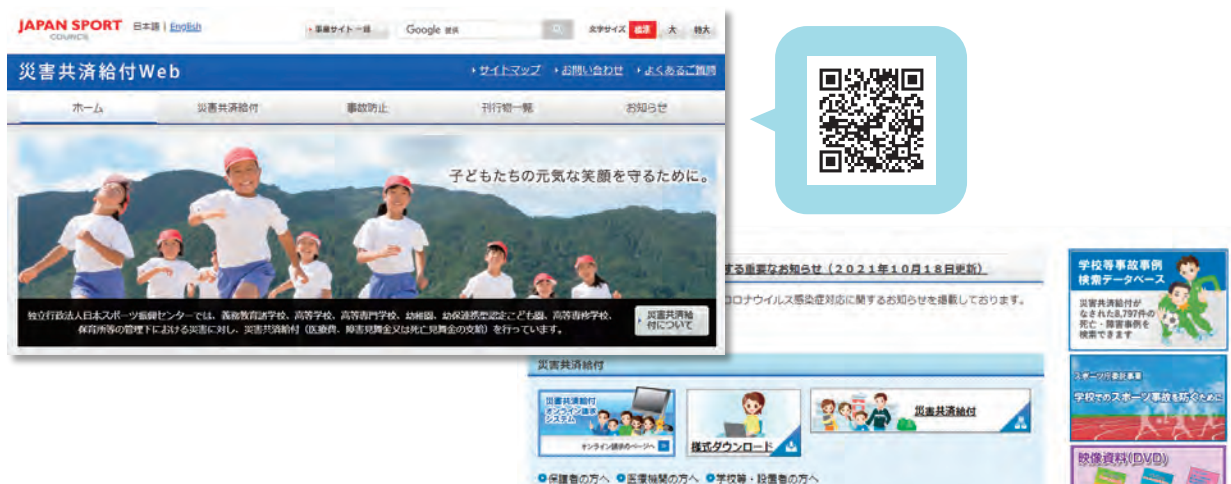 JAPAN SPORT
COUNCIL
日本語 | English
事業サイト一覧
Google 提供
文字サイズ 標準 大 特大
災害共済給付Web
サイトマップ お問い合わせ よくあるご質問
ホーム 災害共済給付 事故防止 刊行物一覧 お知らせ
子どもたちの元気な笑顔を守るために。
独立行政法人日本スポーツ振興センターでは、義務教育諸学校、高等学校、高等専門学校、幼稚園、幼保連携型認定こども園、高等専修学校、
保育所等の管理下における災害に対し、災害共済給付（医療費、障害見舞金又は死亡見舞金の支給）を行っています。
災害共済給
付について
する重要なお知らせ（2021年10月18日更新）
コロナウイルス感染症対応に関するお知らせを掲載しております。
災害共済給付
災害共済給付
オンライン請求
システム
オンライン請求のページへ
様式ダウンロード
災害共済給付
保護者の方へ 医療機関の方へ 学校等・設置者の方へ
学校等事故事例
検索データベース
災害共済給付が
なされた8,797件の
死亡・障害事例を
検索できます
スポーツ庁委託事業
学校でのスポーツ事故を防ぐために
映像資料(DVD)